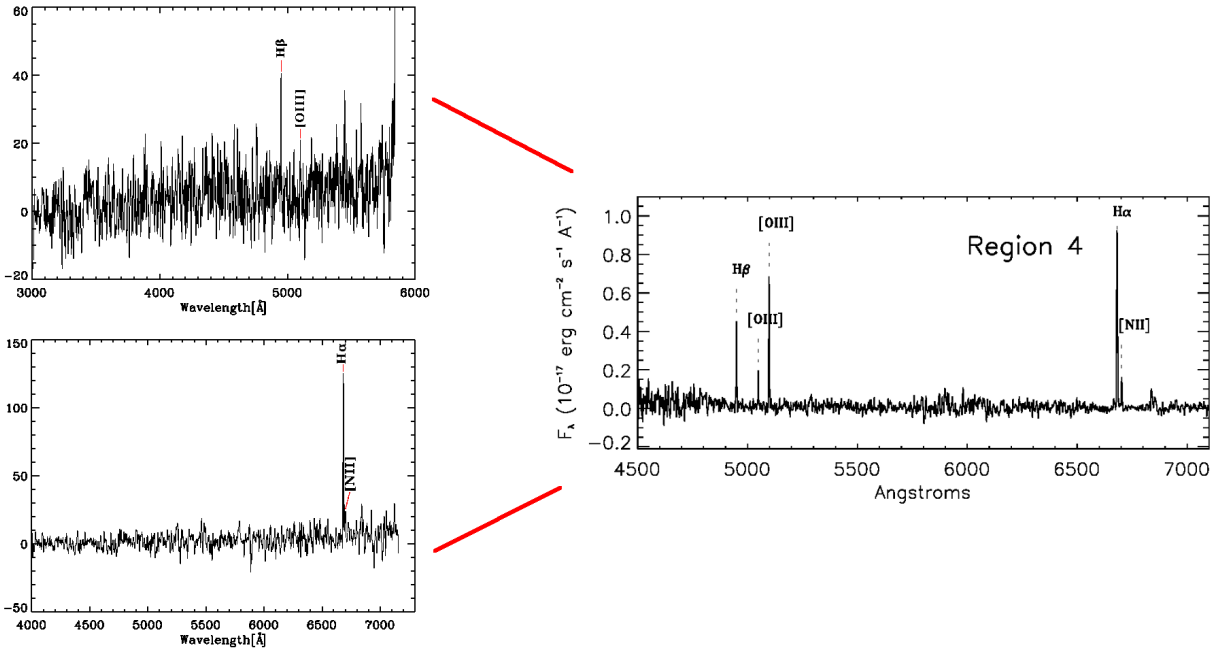 60
40
20
0
−20
Hβ
[OIII]
3000 4000 5000 6000
Wavelength[Å]
150
100
50
0
−50
Hα
[NII]
4000 4500 5000 5500 6000 6500 7000
Wavelength[Å]
F_λ (10⁻¹⁷ erg cm⁻² s⁻¹ A⁻¹)
1.0
0.8
0.6
0.4
0.2
0.0
−0.2
Region 4
Hβ
[OIII]
[OIII]
Hα
[NII]
4500 5000 5500 6000 6500 7000
Angstroms